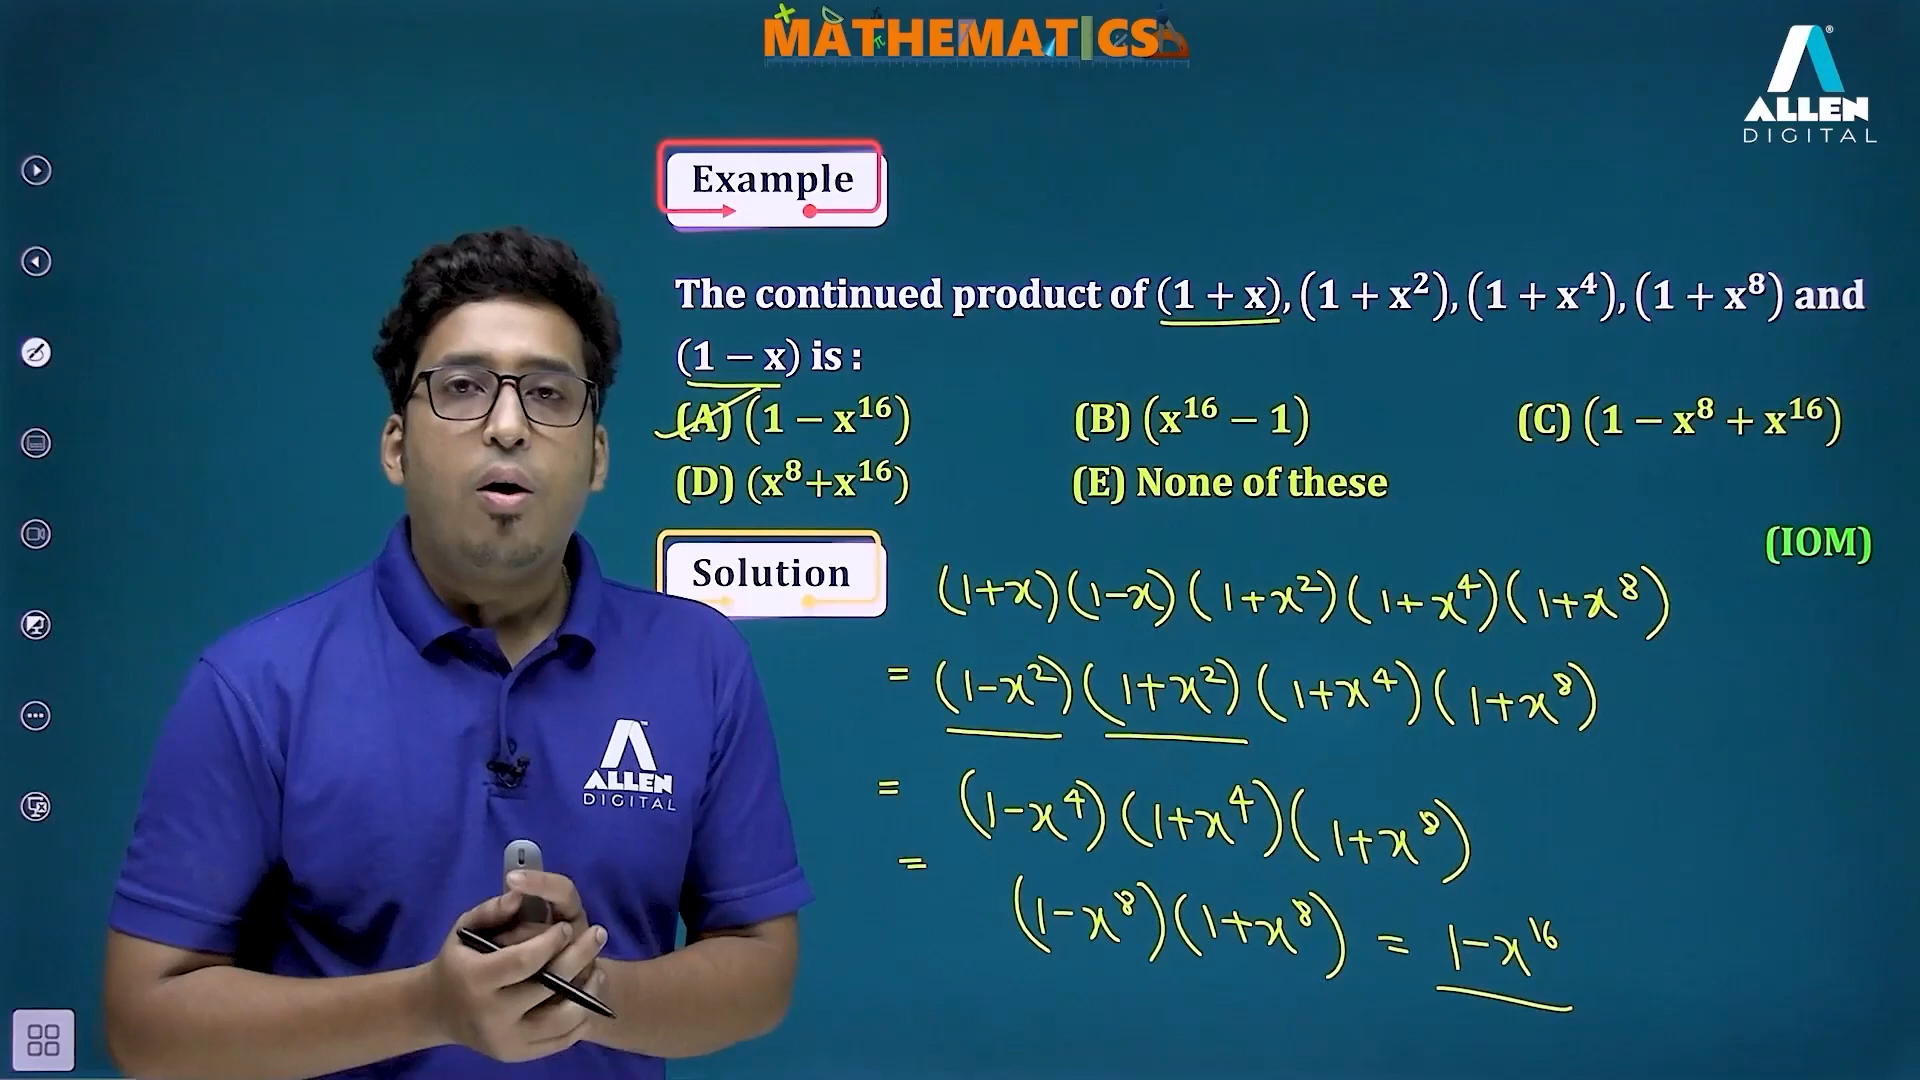 MATHEMATICS
ALLEN
DIGITAL
Example
The continued product of (1 + x), (1 + x²), (1 + x⁴), (1 + x⁸) and
(1 − x) is :
(A) (1 − x¹⁶)
(B) (x¹⁶ − 1)
(C) (1 − x⁸ + x¹⁶)
(D) (x⁸+x¹⁶)
(E) None of these
(IOM)
Solution
(1+x)(1-x)(1+x²)(1+x⁴)(1+x⁸)
= (1-x²)(1+x²)(1+x⁴)(1+x⁸)
= (1-x⁴)(1+x⁴)(1+x⁸)
= (1-x⁸)(1+x⁸) = 1-x¹⁶
ALLEN
DIGITAL